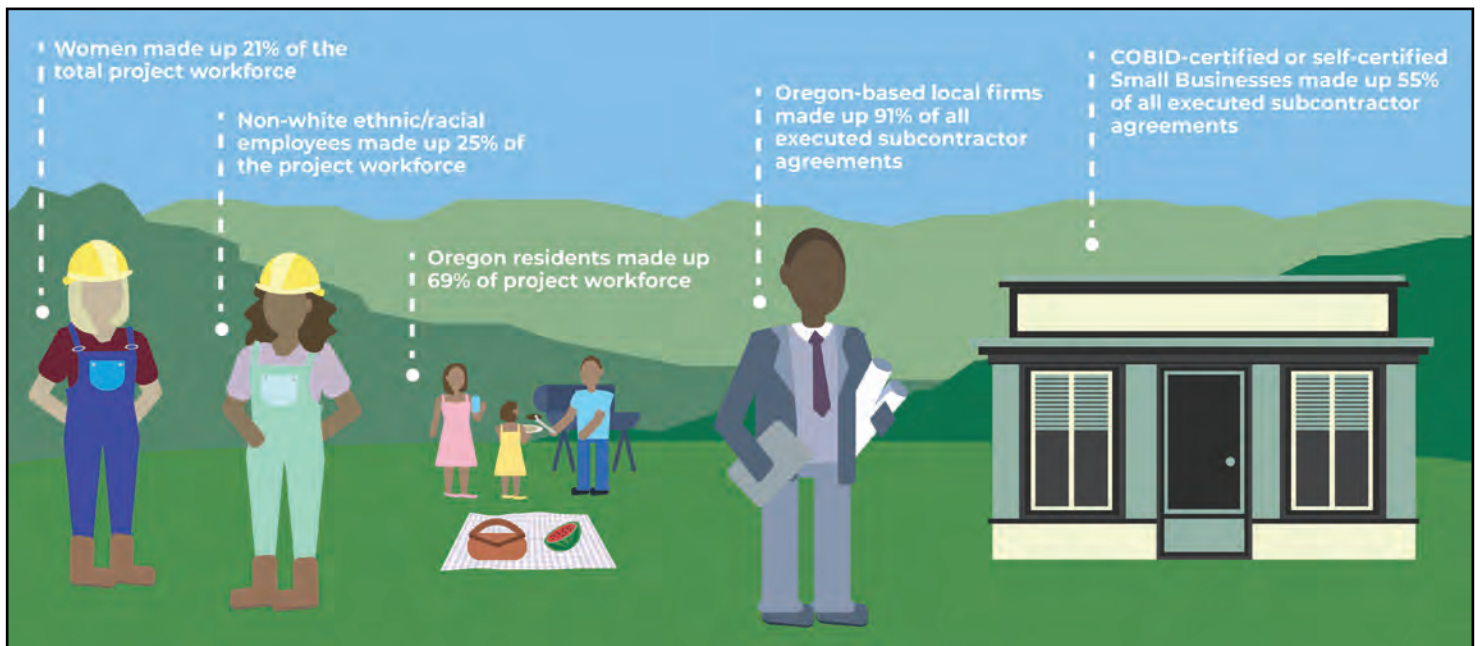 Women made up 21% of the
total project workforce
Non-white ethnic/racial
employees made up 25% of
the project workforce
Oregon residents made up
69% of project workforce
Oregon-based local firms
made up 91% of all
executed subcontractor
agreements
COBID-certified or self-certified
Small Businesses made up 55%
of all executed subcontractor
agreements